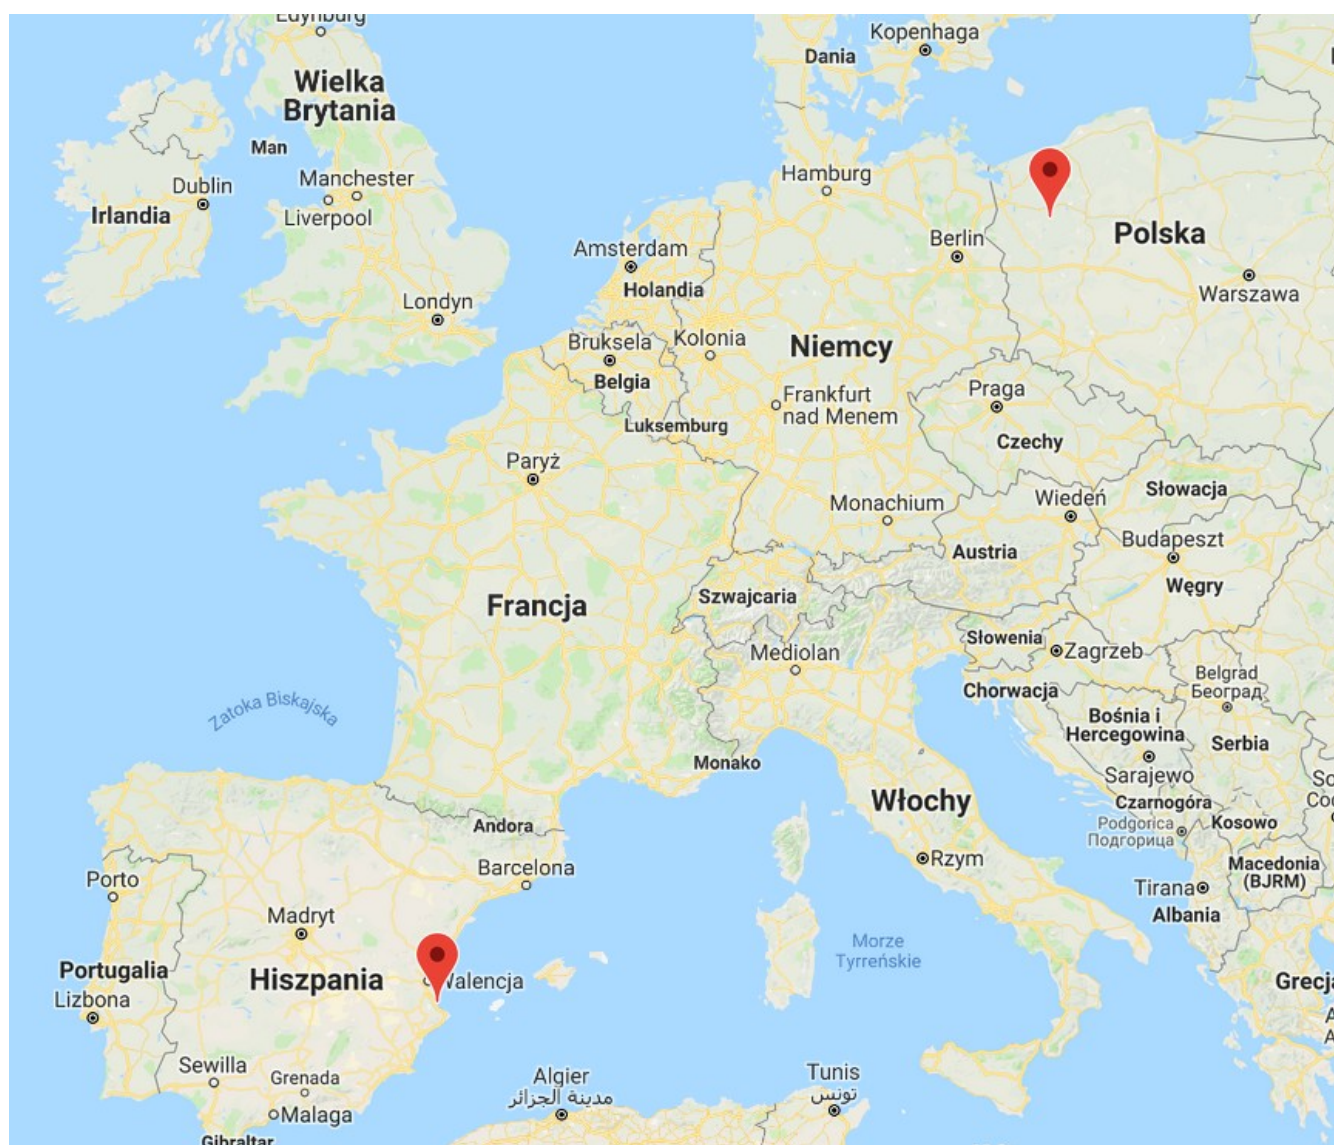 Edynburg
Kopenhaga
Dania
Wielka
Brytania
Man
Manchester
Dublin
Hamburg
Irlandia
Liverpool
Polska
Berlin
Amsterdam
Holandia
Warszawa
Londyn
Bruksela
Kolonia
Niemcy
Belgia
Praga
Frankfurt
nad Menem
Luksemburg
Czechy
Paryż
Monachium
Wiedeń
Słowacja
Budapeszt
Austria
Węgry
Szwajcaria
Francja
Słowenia
Mediolan
Zagrzeb
Belgrad
Београд
Chorwacja
Zatoka Biskajska
Bośnia i
Hercegowina
Serbia
Monako
Sarajewo
Włochy
Czarnogóra
Podgorica
Подгорица
Kosowo
Andora
Rzym
Barcelona
Macedonia
(BJRM)
Porto
Tirana
Albania
Madryt
Morze
Tyrreńskie
Portugalia
Hiszpania
Walencja
Lizbona
Grecja
Sewilla
Grenada
Algier
مدينة الجزائر
Tunis
تونس
Malaga
Gibraltar